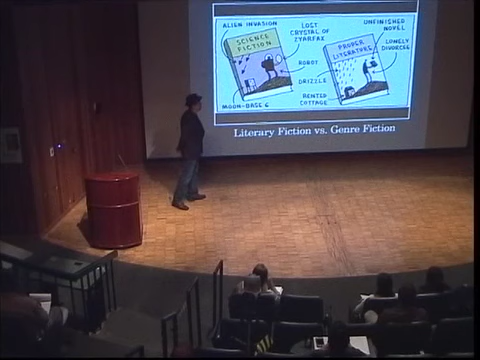 ALIEN INVASION
SCIENCE
FICTION
MOON-BASE 6
LOST
CRYSTAL OF
ZYARFAX
ROBOT
DRIZZLE
RENTED
COTTAGE
UNFINISHED
NOVEL
PROPER
LITERATURE
LONELY
DIVORCEE
Literary Fiction vs. Genre Fiction